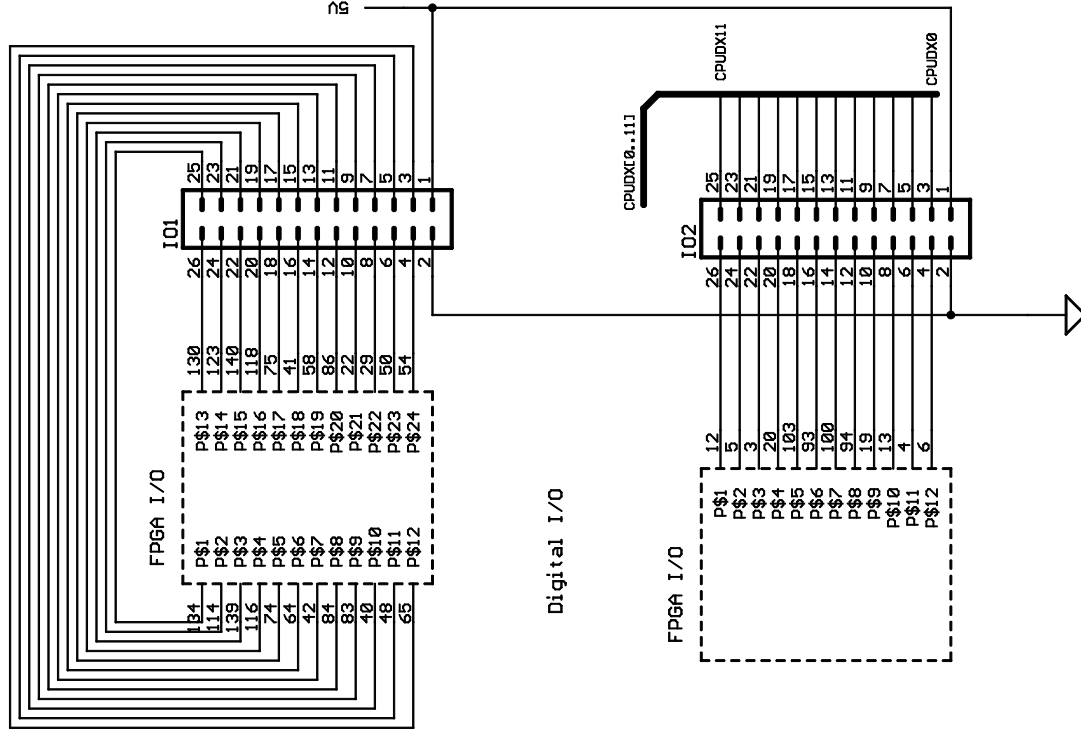 5V
CPUDX11
CPUDX0
CPUDX[0..11]
IO1
25
23
21
19
17
15
13
11
9
7
5
3
1
26
24
22
20
18
16
14
12
10
8
6
4
2
130
123
140
118
75
41
58
86
22
29
50
54
FPGA I/O
P$13
P$14
P$15
P$16
P$17
P$18
P$19
P$20
P$21
P$22
P$23
P$24
P$1
P$2
P$3
P$4
P$5
P$6
P$7
P$8
P$9
P$10
P$11
P$12
134
114
139
116
74
64
42
84
83
40
48
65
Digital I/O
IO2
25
23
21
19
17
15
13
11
9
7
5
3
1
26
24
22
20
18
16
14
12
10
8
6
4
2
12
5
3
20
103
93
100
94
19
13
4
6
FPGA I/O
P$1
P$2
P$3
P$4
P$5
P$6
P$7
P$8
P$9
P$10
P$11
P$12